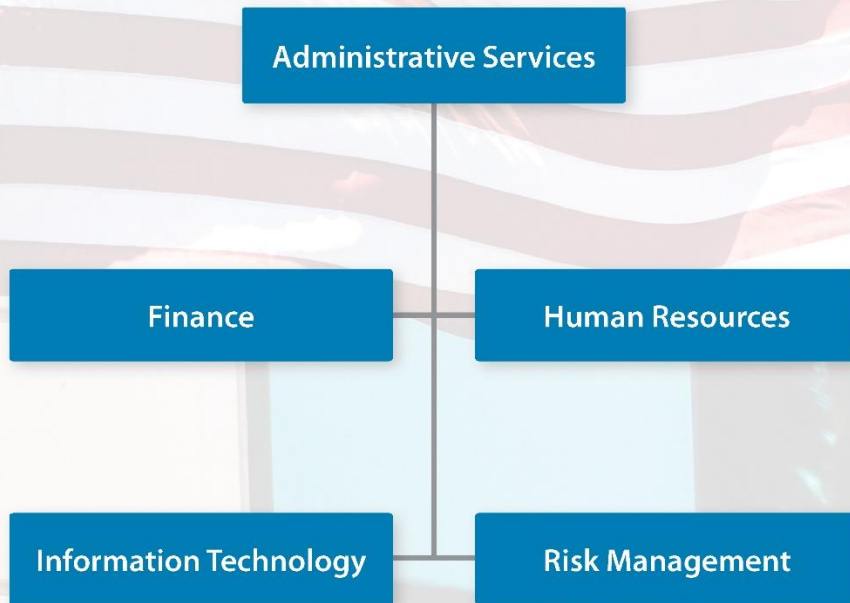 Administrative Services
Finance
Human Resources
Information Technology
Risk Management